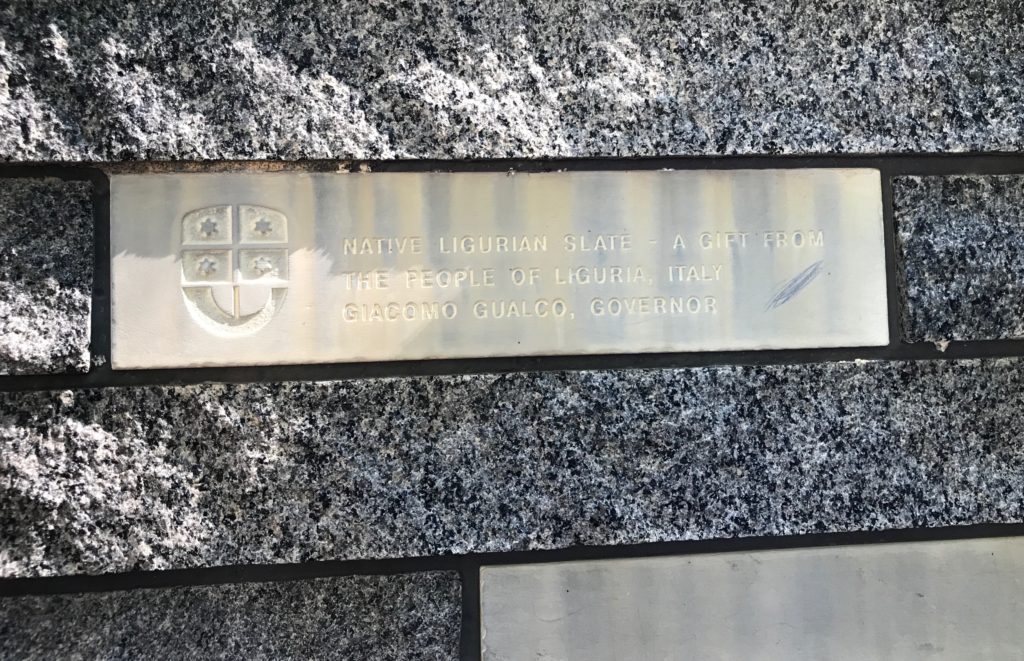 NATIVE LIGURIAN SLATE - A GIFT FROM
THE PEOPLE OF LIGURIA, ITALY
GIACOMO GUALCO, GOVERNOR